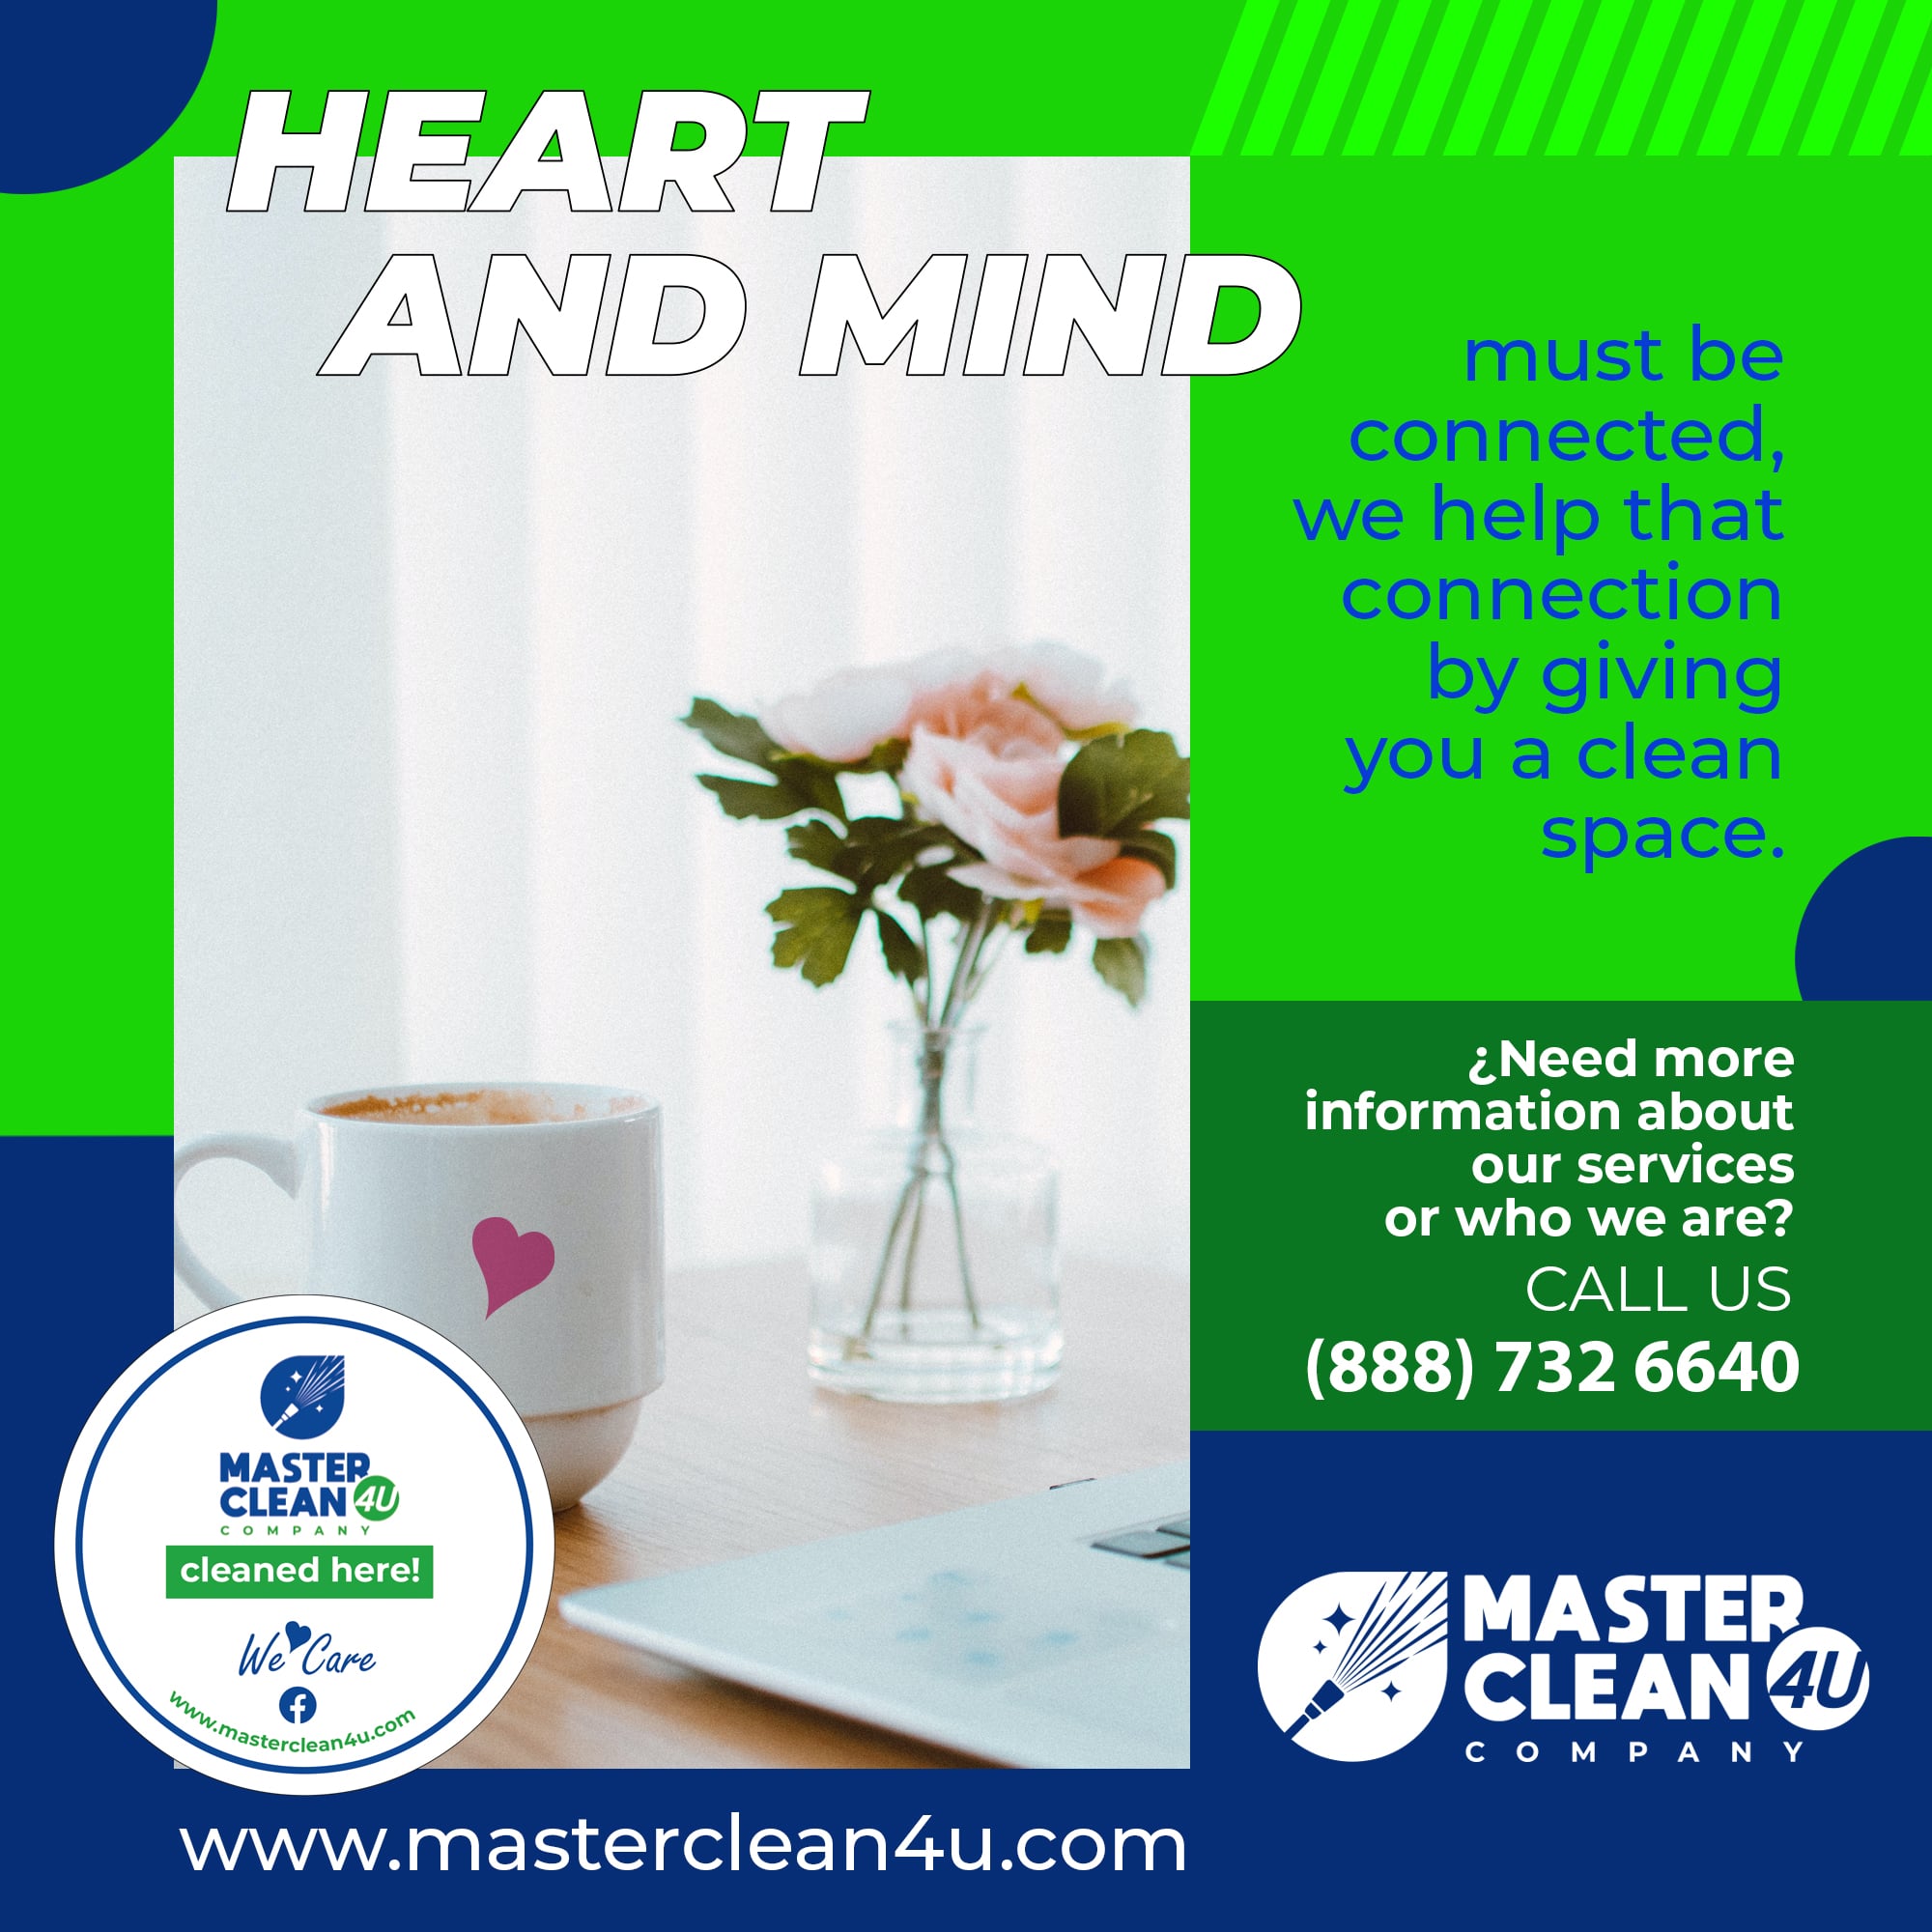 HEART
AND MIND
must be
connected,
we help that
connection
by giving
you a clean
space.
¿Need more
information about
our services
or who we are?
CALL US
(888) 732 6640
MASTER
CLEAN 4U
COMPANY
cleaned here!
We Care
www.masterclean4u.com
MASTER
CLEAN 4U
COMPANY
www.masterclean4u.com